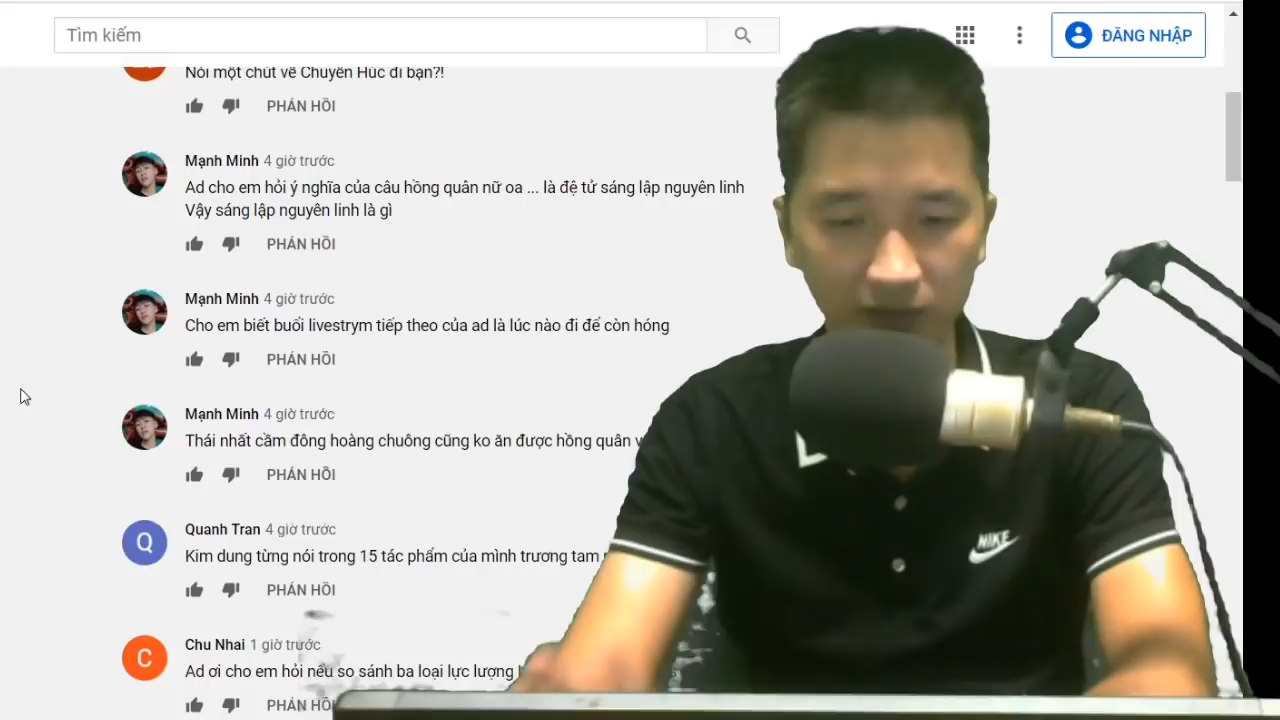 Tìm kiếm
ĐĂNG NHẬP
Nói một chút về Chuyên Húc đi bạn?!
PHẢN HỒI
Mạnh Minh 4 giờ trước
Ad cho em hỏi ý nghĩa của câu hồng quân nữ oa ... là đệ tử sáng lập nguyên linh
Vậy sáng lập nguyên linh là gì
PHẢN HỒI
Mạnh Minh 4 giờ trước
Cho em biết buổi livestrym tiếp theo của ad là lúc nào đi để còn hóng
PHẢN HỒI
Mạnh Minh 4 giờ trước
Thái nhất cầm đông hoàng chuông cũng ko ăn được hồng quân
PHẢN HỒI
Q
Quanh Tran 4 giờ trước
Kim dung từng nói trong 15 tác phẩm của mình trương tam
PHẢN HỒI
C
Chu Nhai 1 giờ trước
Ad ơi cho em hỏi nếu so sánh ba loại lực lượng
PHẢN HỒI
NIKE